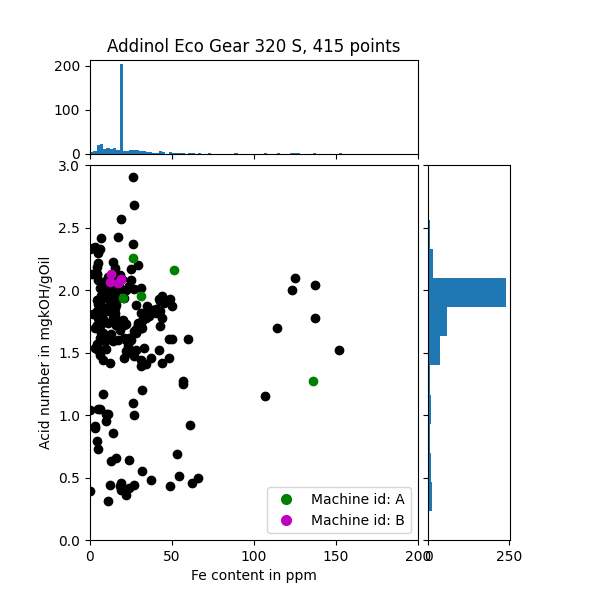 Addinol Eco Gear 320 S, 415 points
200
100
0
3.0
2.5
2.0
1.5
1.0
0.5
0.0
Acid number in mgkOH/gOil
Machine id: A
Machine id: B
0 50 100 150 200
0 250
Fe content in ppm